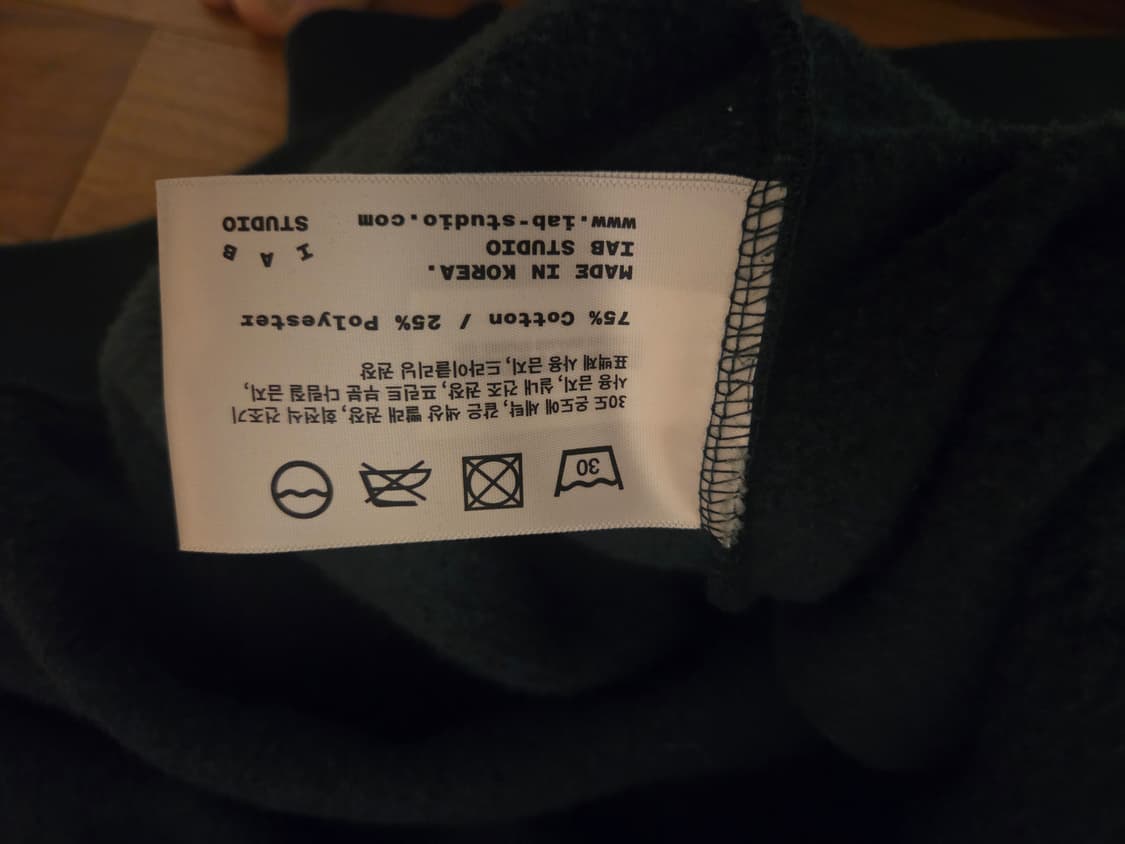 30
30도 온도에 세탁, 같은 색상 빨래 권장, 회전식 건조기
사용 금지, 실내 건조 권장, 프린트 부분 다림질 금지,
표백제 사용 금지, 드라이클리닝 권장
75% Cotton / 25% Polyester
MADE IN KOREA.
IAB STUDIO
www.iab-studio.com
I A B
STUDIO